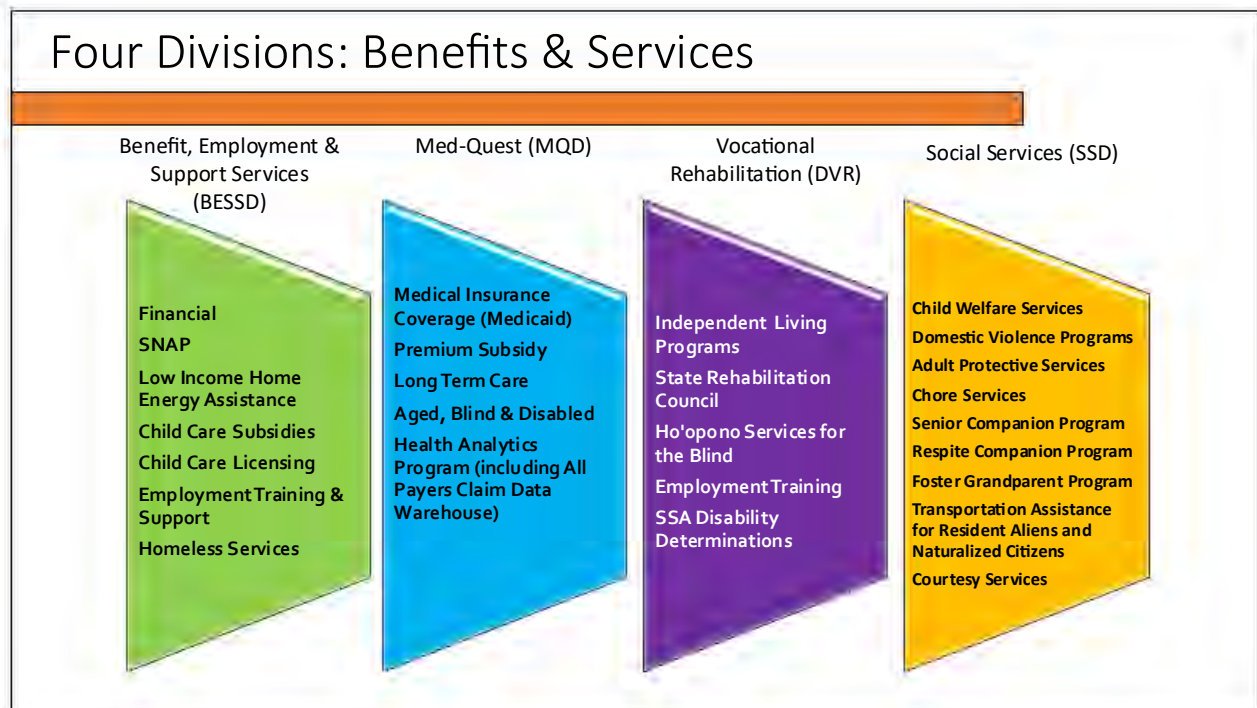 Four Divisions: Benefits & Services
Benefit, Employment &
Support Services
(BESSD)
Financial
SNAP
Low Income Home
Energy Assistance
Child Care Subsidies
Child Care Licensing
Employment Training &
Support
Homeless Services
Med-Quest (MQD)
Medical Insurance
Coverage (Medicaid)
Premium Subsidy
Long Term Care
Aged, Blind & Disabled
Health Analytics
Program (including All
Payers Claim Data
Warehouse)
Vocational
Rehabilitation (DVR)
Independent Living
Programs
State Rehabilitation
Council
Ho'opono Services for
the Blind
Employment Training
SSA Disability
Determinations
Social Services (SSD)
Child Welfare Services
Domestic Violence Programs
Adult Protective Services
Chore Services
Senior Companion Program
Respite Companion Program
Foster Grandparent Program
Transportation Assistance
for Resident Aliens and
Naturalized Citizens
Courtesy Services